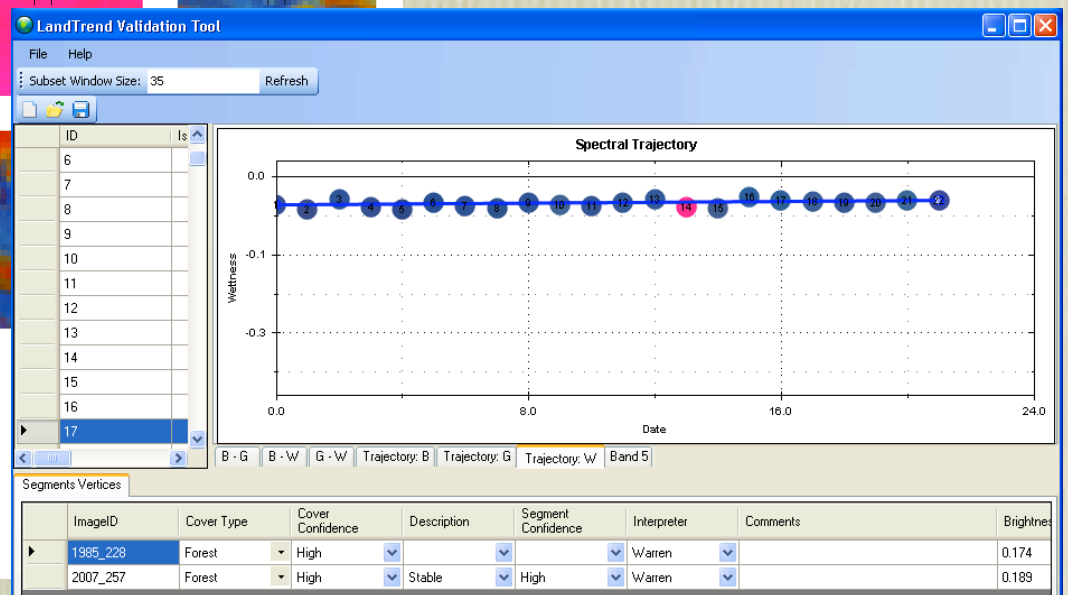 LandTrend Validation Tool
File Help
Subset Window Size: 35 Refresh
ID Is
6
7
8
9
10
11
12
13
14
15
16
17
Spectral Trajectory
0.0
-0.1
-0.3
Wettness
1 2 3 4 5 6 7 8 9 10 11 12 13 14 15 16 17 18 19 20 21 22
0.0 8.0 16.0 24.0
Date
B - G B - W G - W Trajectory: B Trajectory: G Trajectory: W Band 5
Segments Vertices
ImageID Cover Type Cover Confidence Description Segment Confidence Interpreter Comments Brightnes
1985_228 Forest High Warren 0.174
2007_257 Forest High Stable High Warren 0.189